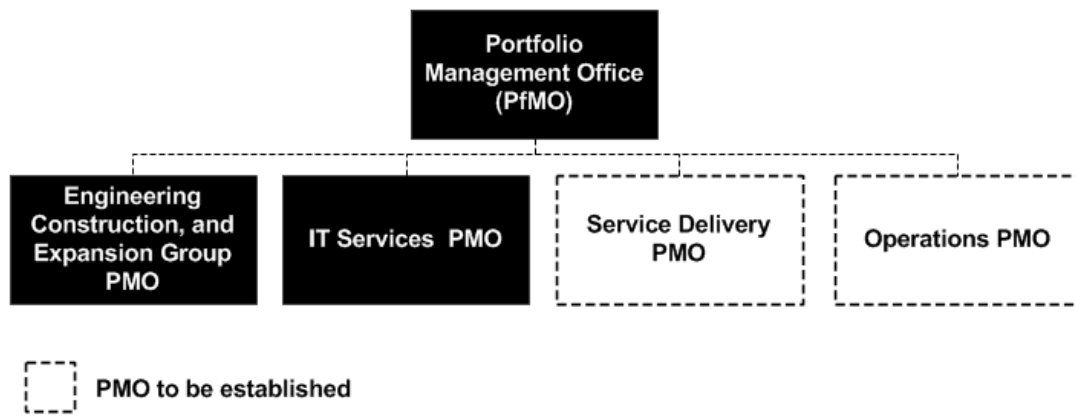 Portfolio
Management Office
(PfMO)
Engineering
Construction, and
Expansion Group
PMO
IT Services PMO
Service Delivery
PMO
Operations PMO
PMO to be established